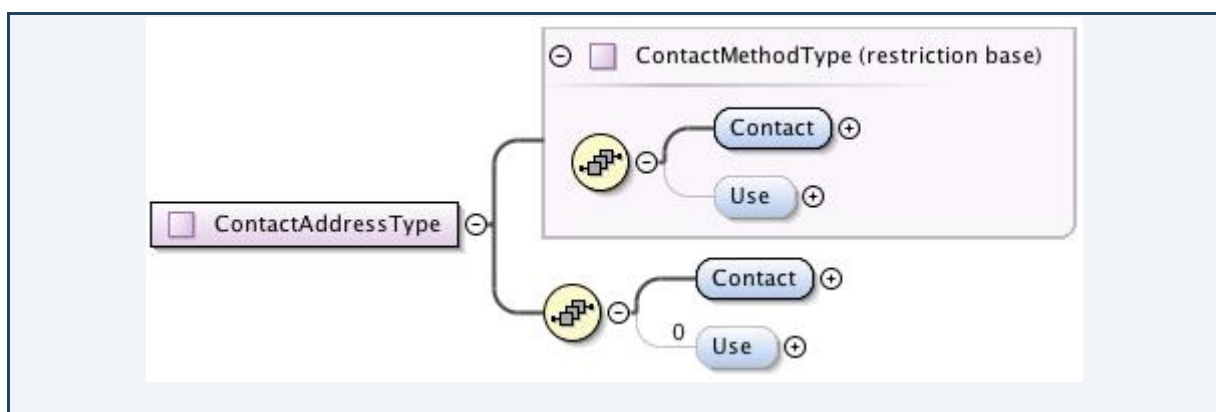 ContactMethodType (restriction base)
Contact
Use
ContactAddressType
Contact
0
Use